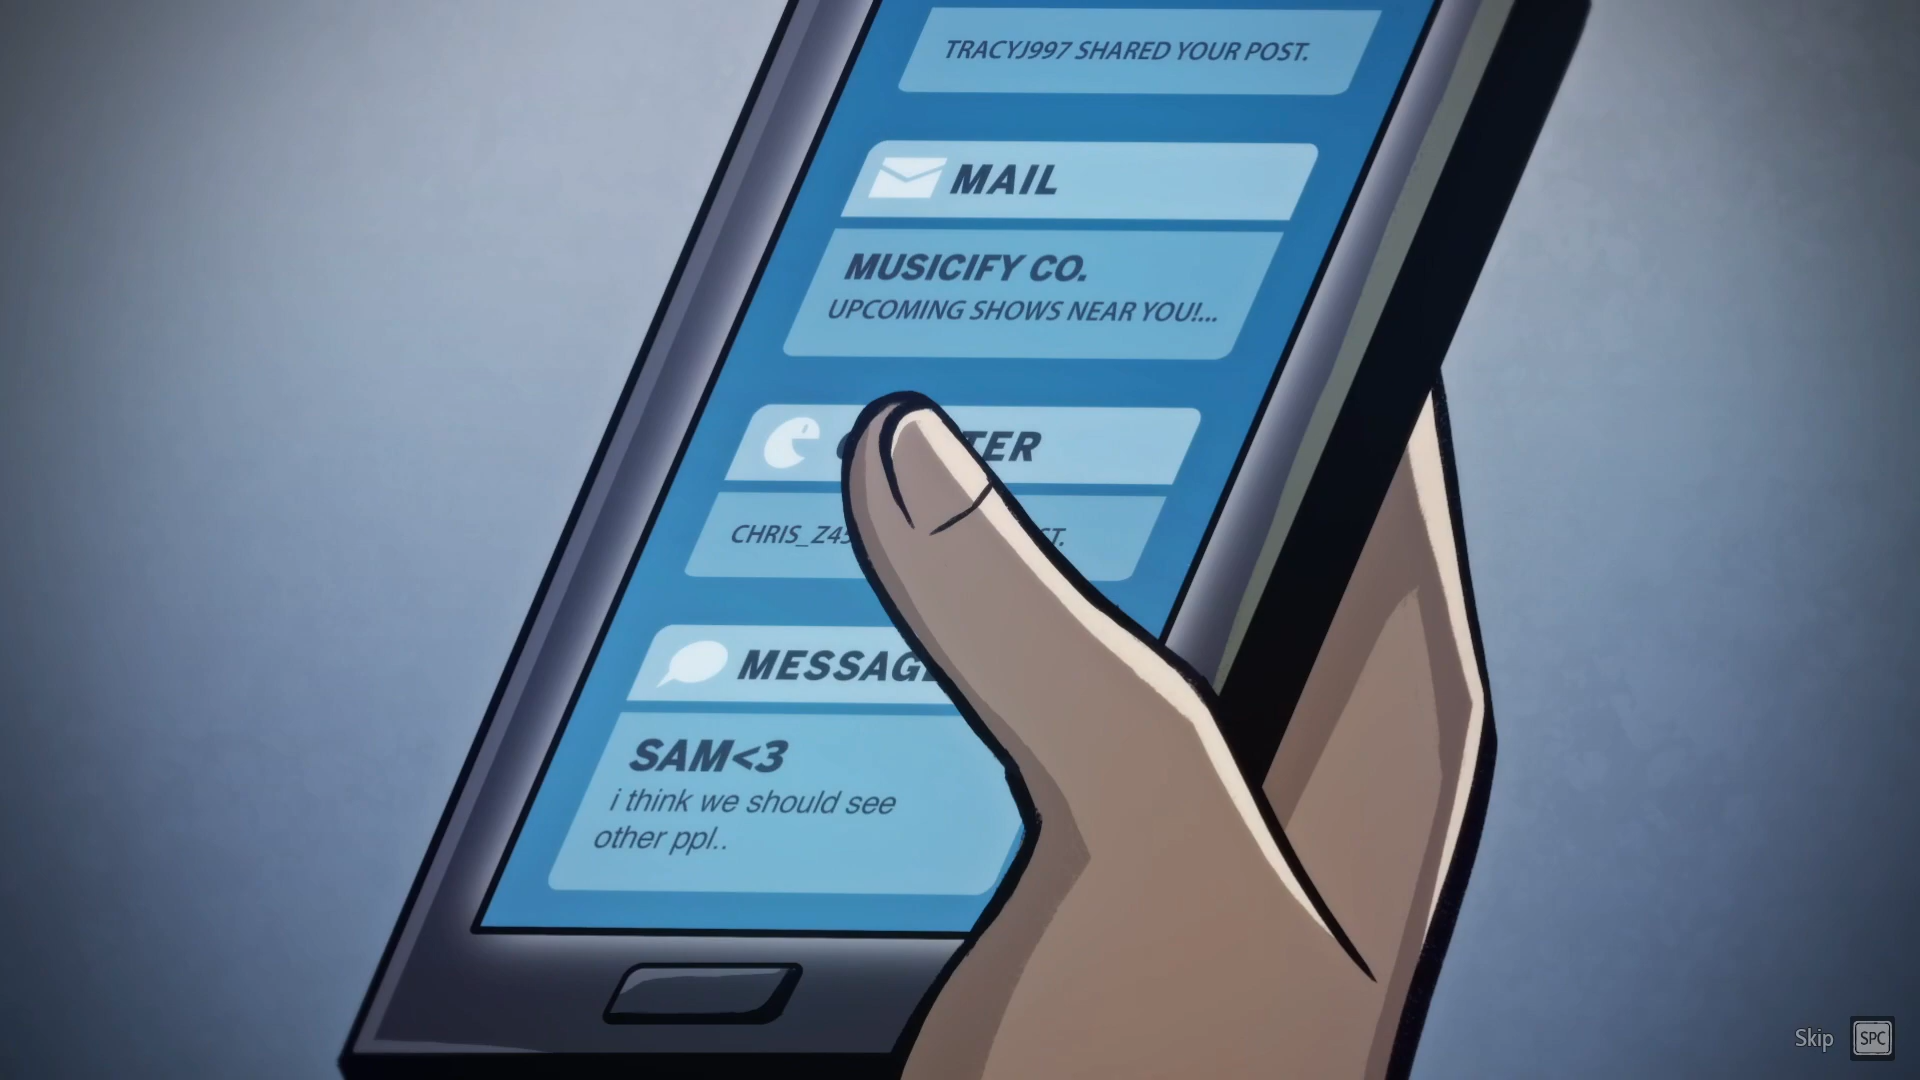 TRACYJ997 SHARED YOUR POST.
MAIL
MUSICIFY CO.
UPCOMING SHOWS NEAR YOU!...
SAM<3
i think we should see
other ppl..
Skip SPC